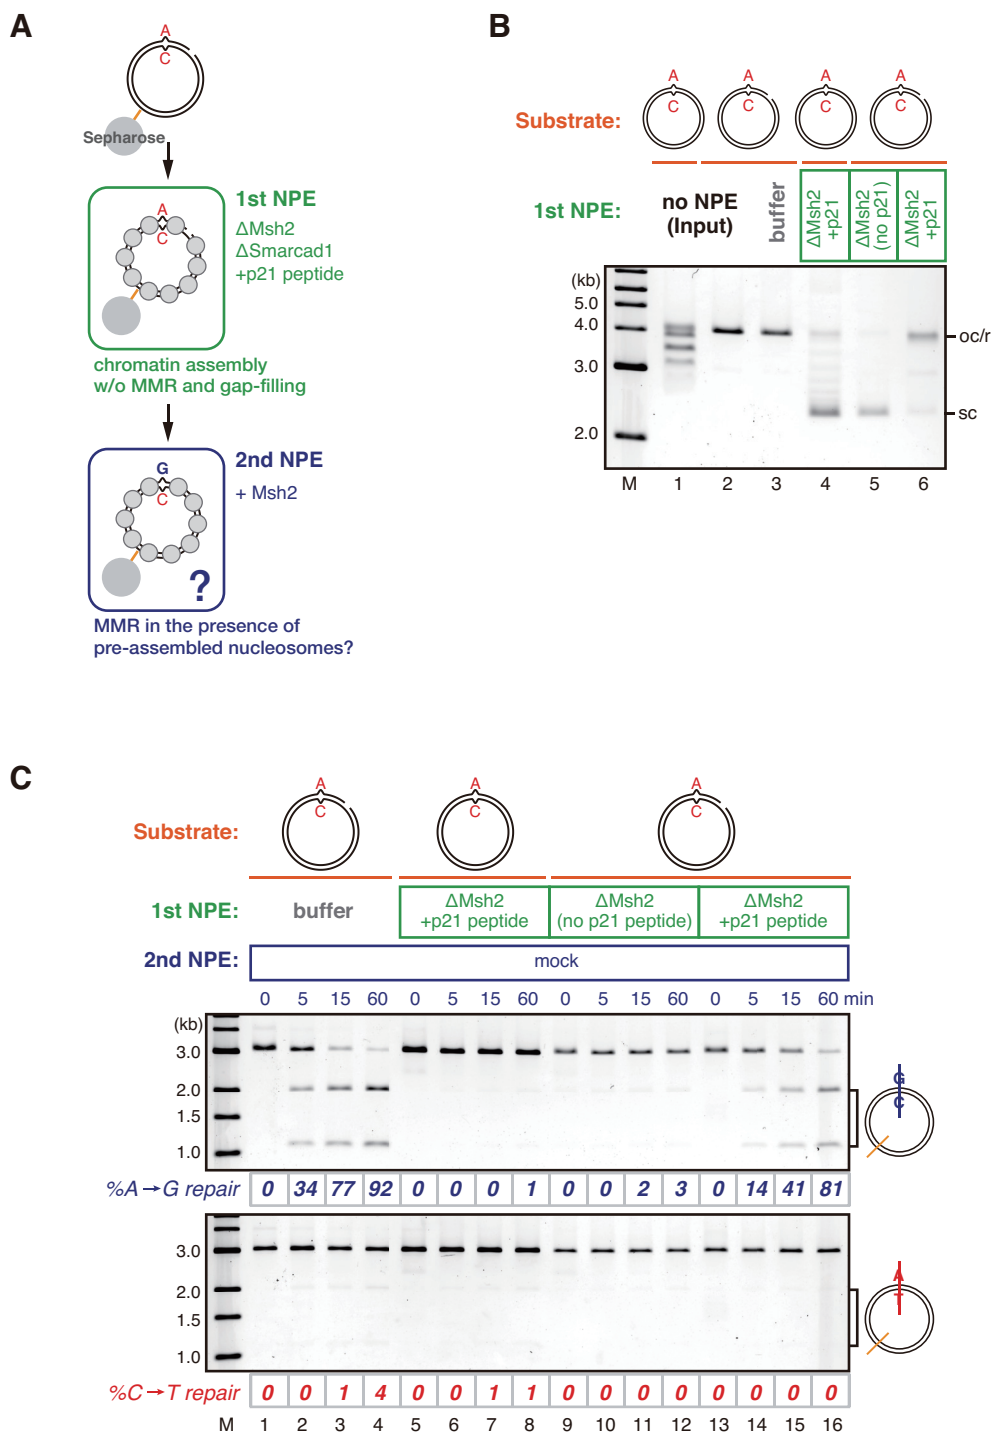 A
A
C
Sepharose
1st NPE
ΔMsh2
ΔSmarcad1
+p21 peptide
A
C
chromatin assembly
w/o MMR and gap-filling
2nd NPE
+ Msh2
G
C
?
MMR in the presence of
pre-assembled nucleosomes?
B
A A A A
C C C C
Substrate:
1st NPE:
no NPE
(Input)
buffer
ΔMsh2
+p21
ΔMsh2
(no p21)
ΔMsh2
+p21
(kb)
5.0
4.0
3.0
2.0
oc/r
sc
M 1 2 3 4 5 6
C
A A A
C C C
Substrate:
1st NPE:
buffer
ΔMsh2
+p21 peptide
ΔMsh2
(no p21 peptide)
ΔMsh2
+p21 peptide
2nd NPE:
mock
0 5 15 60 0 5 15 60 0 5 15 60 0 5 15 60 min
(kb)
3.0
2.0
1.5
1.0
G
C
%A→G repair 0 34 77 92 0 0 0 1 0 0 2 3 0 14 41 81
3.0
2.0
1.5
1.0
A
T
%C→T repair 0 0 1 4 0 0 1 1 0 0 0 0 0 0 0 0
M 1 2 3 4 5 6 7 8 9 10 11 12 13 14 15 16